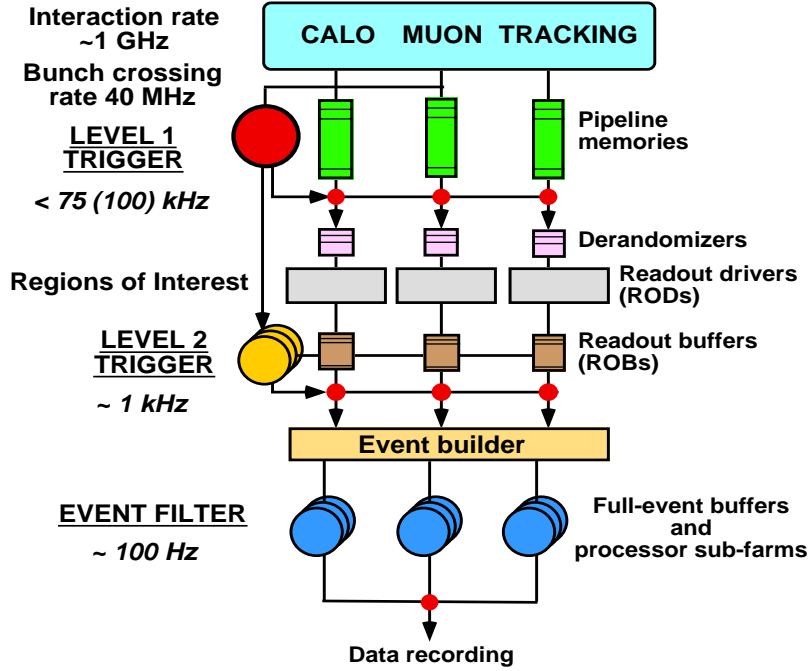 Interaction rate
~1 GHz
CALO MUON TRACKING
Bunch crossing
rate 40 MHz
LEVEL 1
TRIGGER
Pipeline
memories
< 75 (100) kHz
Derandomizers
Regions of Interest
Readout drivers
(RODs)
LEVEL 2
TRIGGER
Readout buffers
(ROBs)
~ 1 kHz
Event builder
EVENT FILTER
~ 100 Hz
Full-event buffers
and
processor sub-farms
Data recording